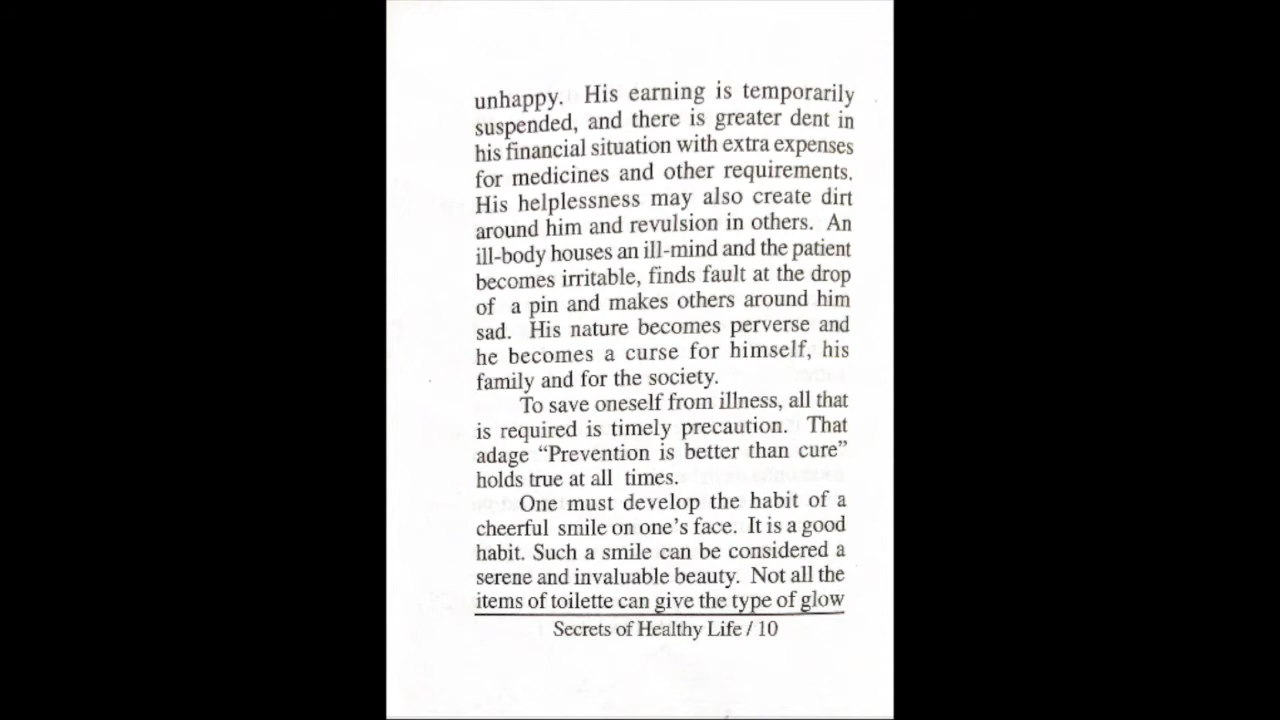 unhappy. His earning is temporarily
suspended, and there is greater dent in
his financial situation with extra expenses
for medicines and other requirements.
His helplessness may also create dirt
around him and revulsion in others. An
ill-body houses an ill-mind and the patient
becomes irritable, finds fault at the drop
of a pin and makes others around him
sad. His nature becomes perverse and
he becomes a curse for himself, his
family and for the society.
To save oneself from illness, all that
is required is timely precaution. That
adage “Prevention is better than cure”
holds true at all times.
One must develop the habit of a
cheerful smile on one’s face. It is a good
habit. Such a smile can be considered a
serene and invaluable beauty. Not all the
items of toilette can give the type of glow
Secrets of Healthy Life / 10